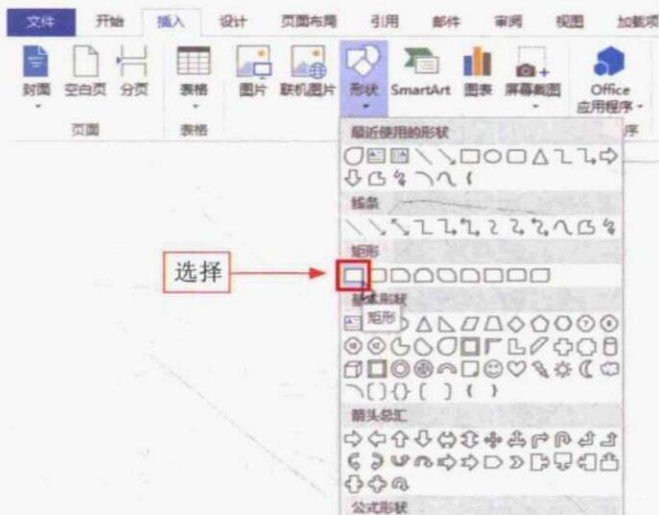 文件 开始 插入 设计 页面布局 引用 邮件 审阅 视图 加载项
封面 空白页 分页 表格 图片 联机图片 形状 SmartArt 图表 屏幕截图 Office
应用程序
页面 表格 序
最近使用的形状
线条
矩形
选择
基本形状
矩形
箭头总汇
公式形状